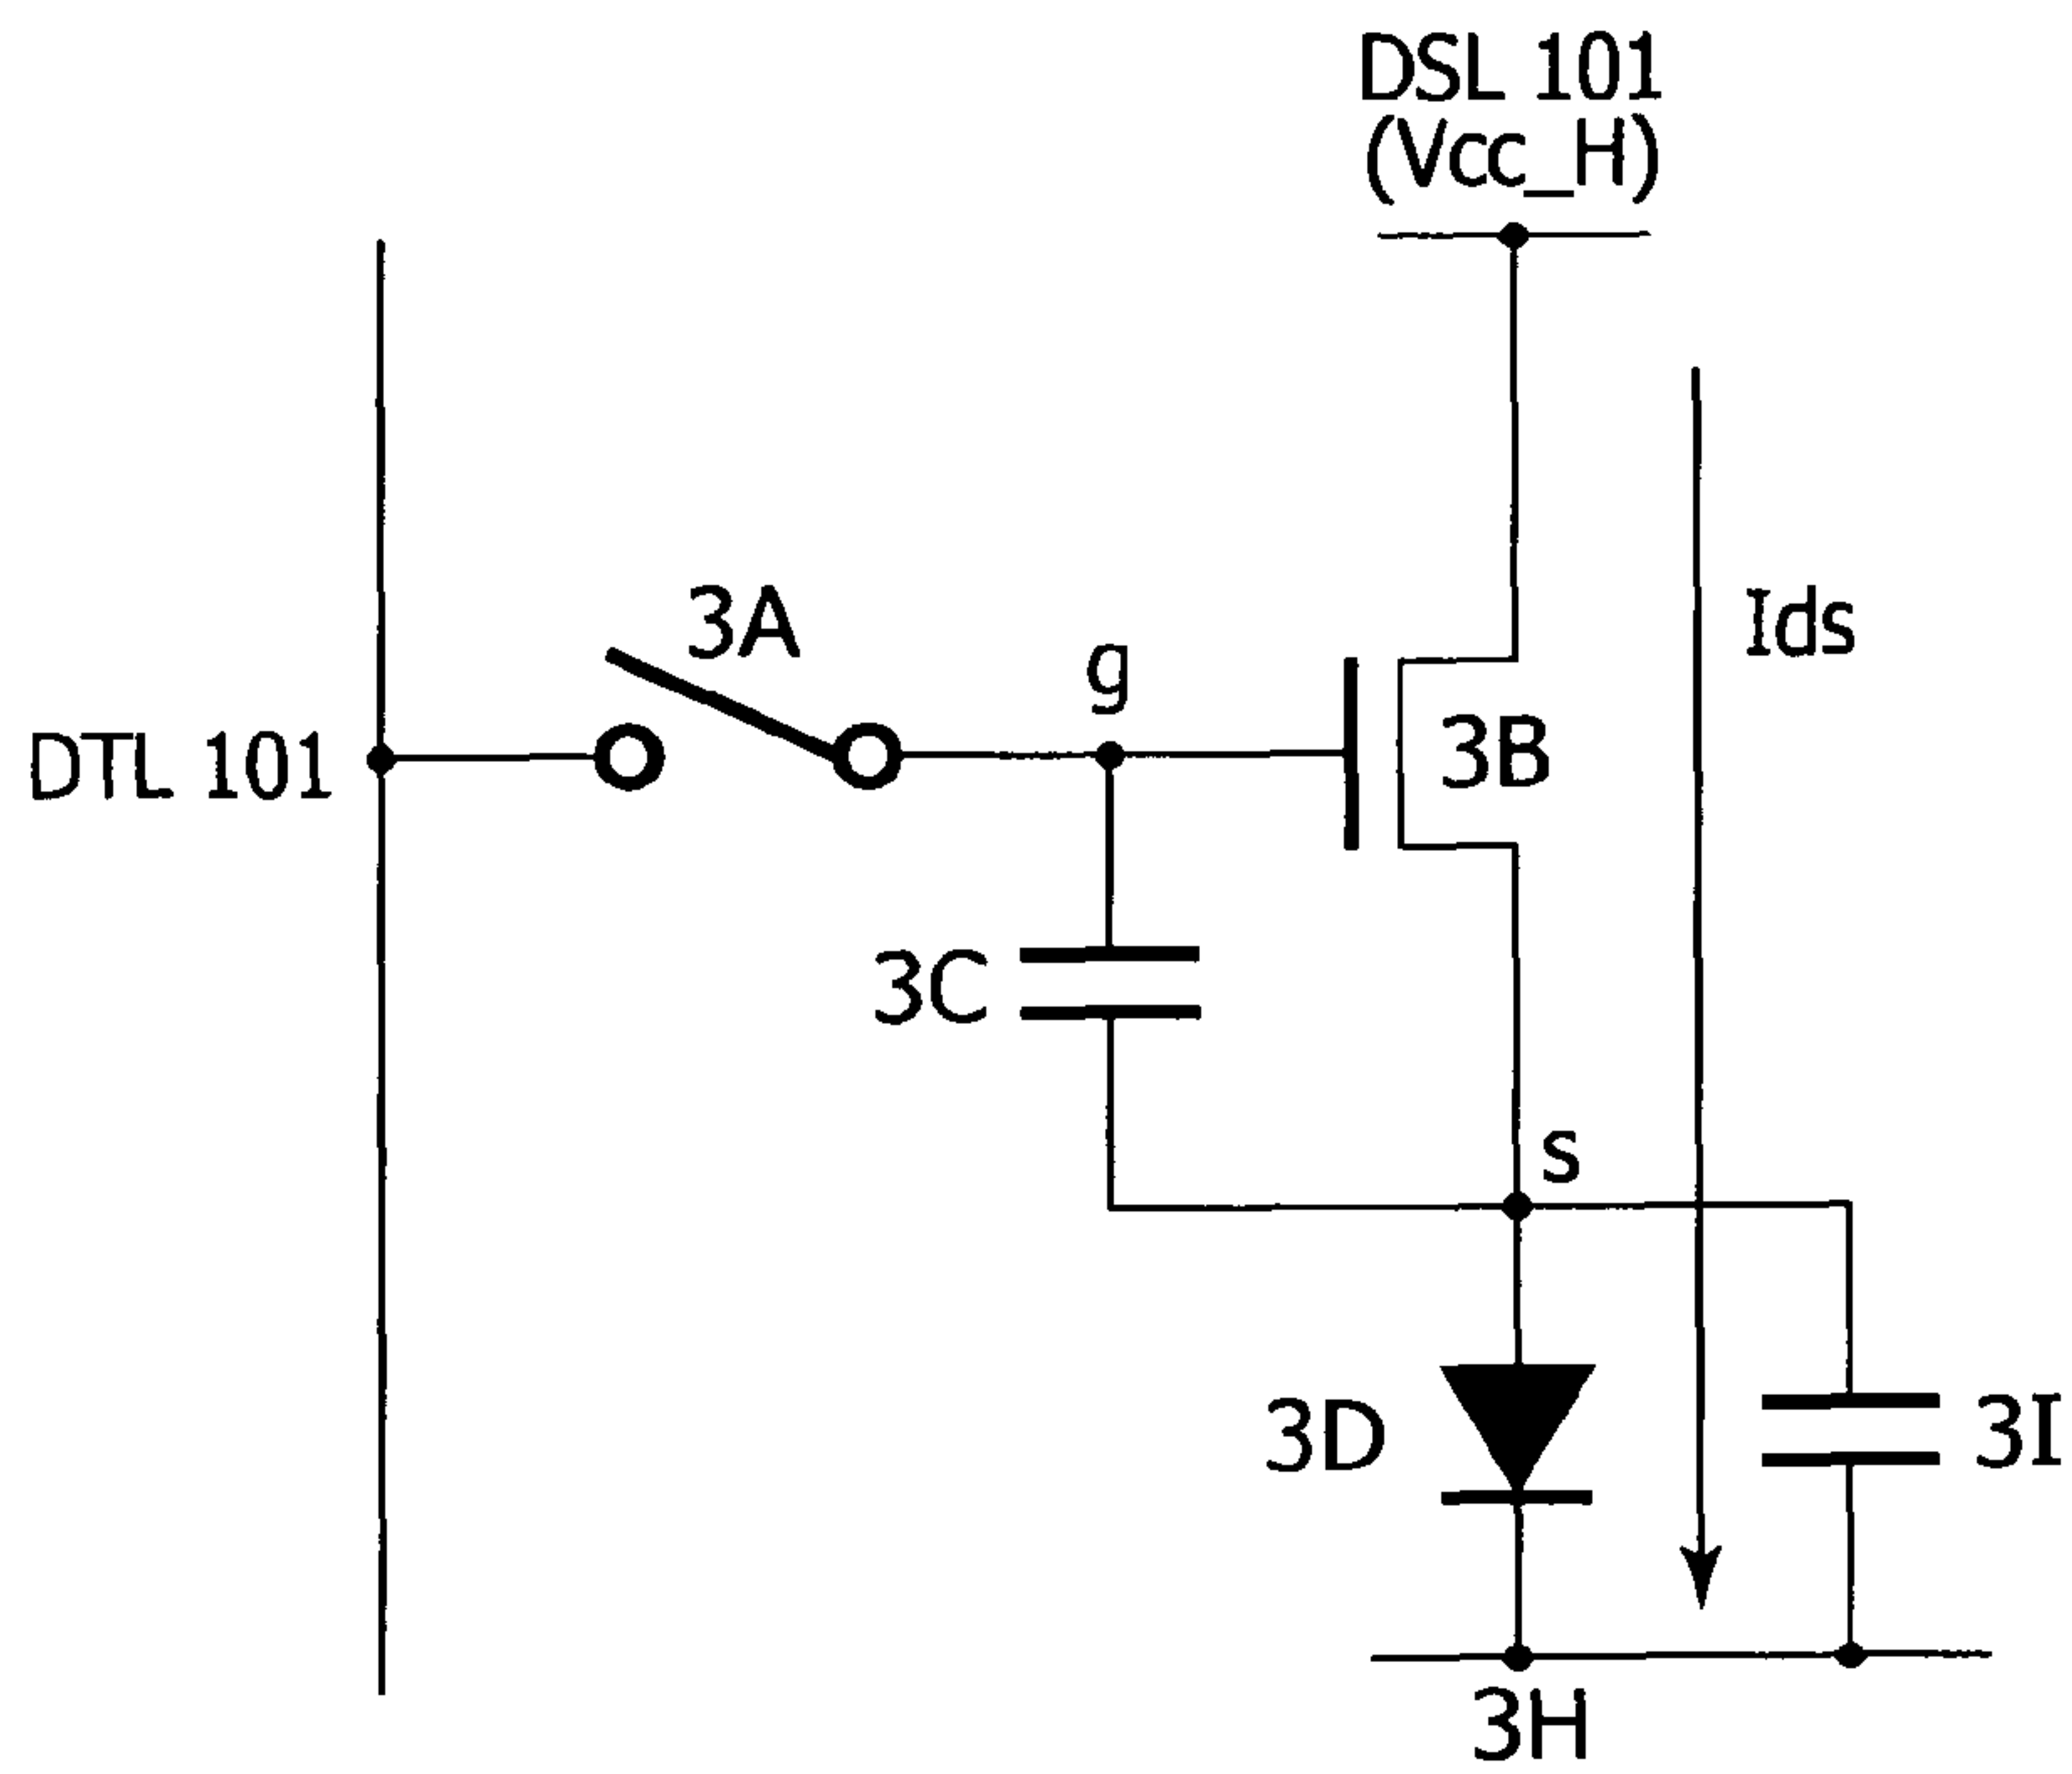 DSL 101
(Vcc_H)
3A
g
Ids
DTL 101
3B
3C
s
3D
3I
3H